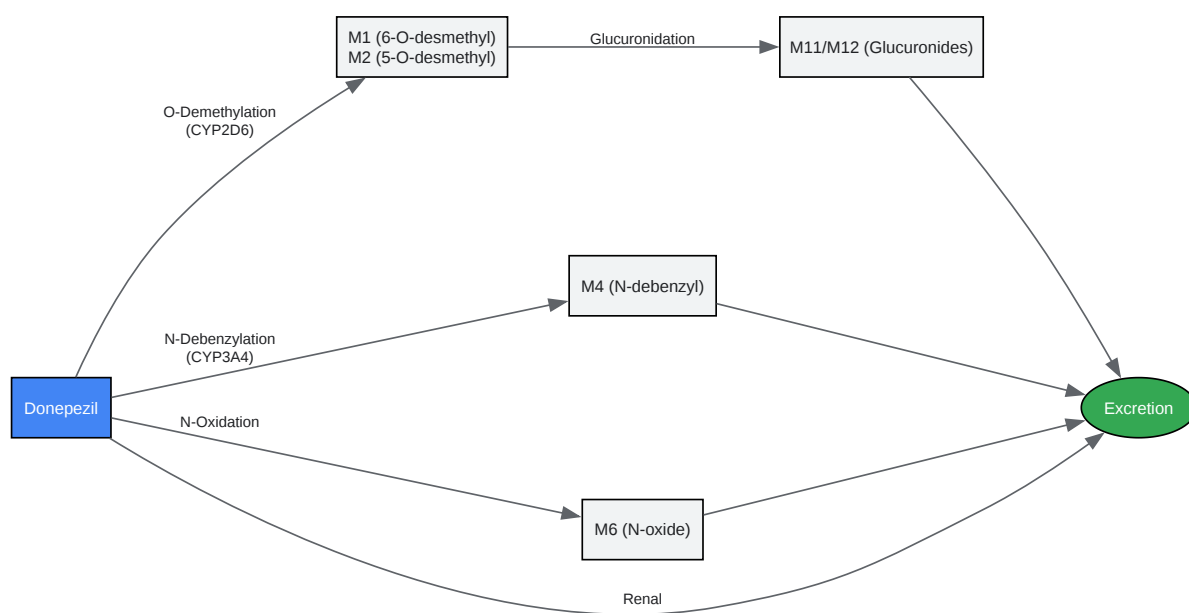 M1 (6-O-desmethyl)
M2 (5-O-desmethyl)
Glucuronidation
M11/M12 (Glucuronides)
O-Demethylation
(CYP2D6)
M4 (N-debenzyl)
N-Debenzylation
(CYP3A4)
Donepezil
Excretion
N-Oxidation
M6 (N-oxide)
Renal